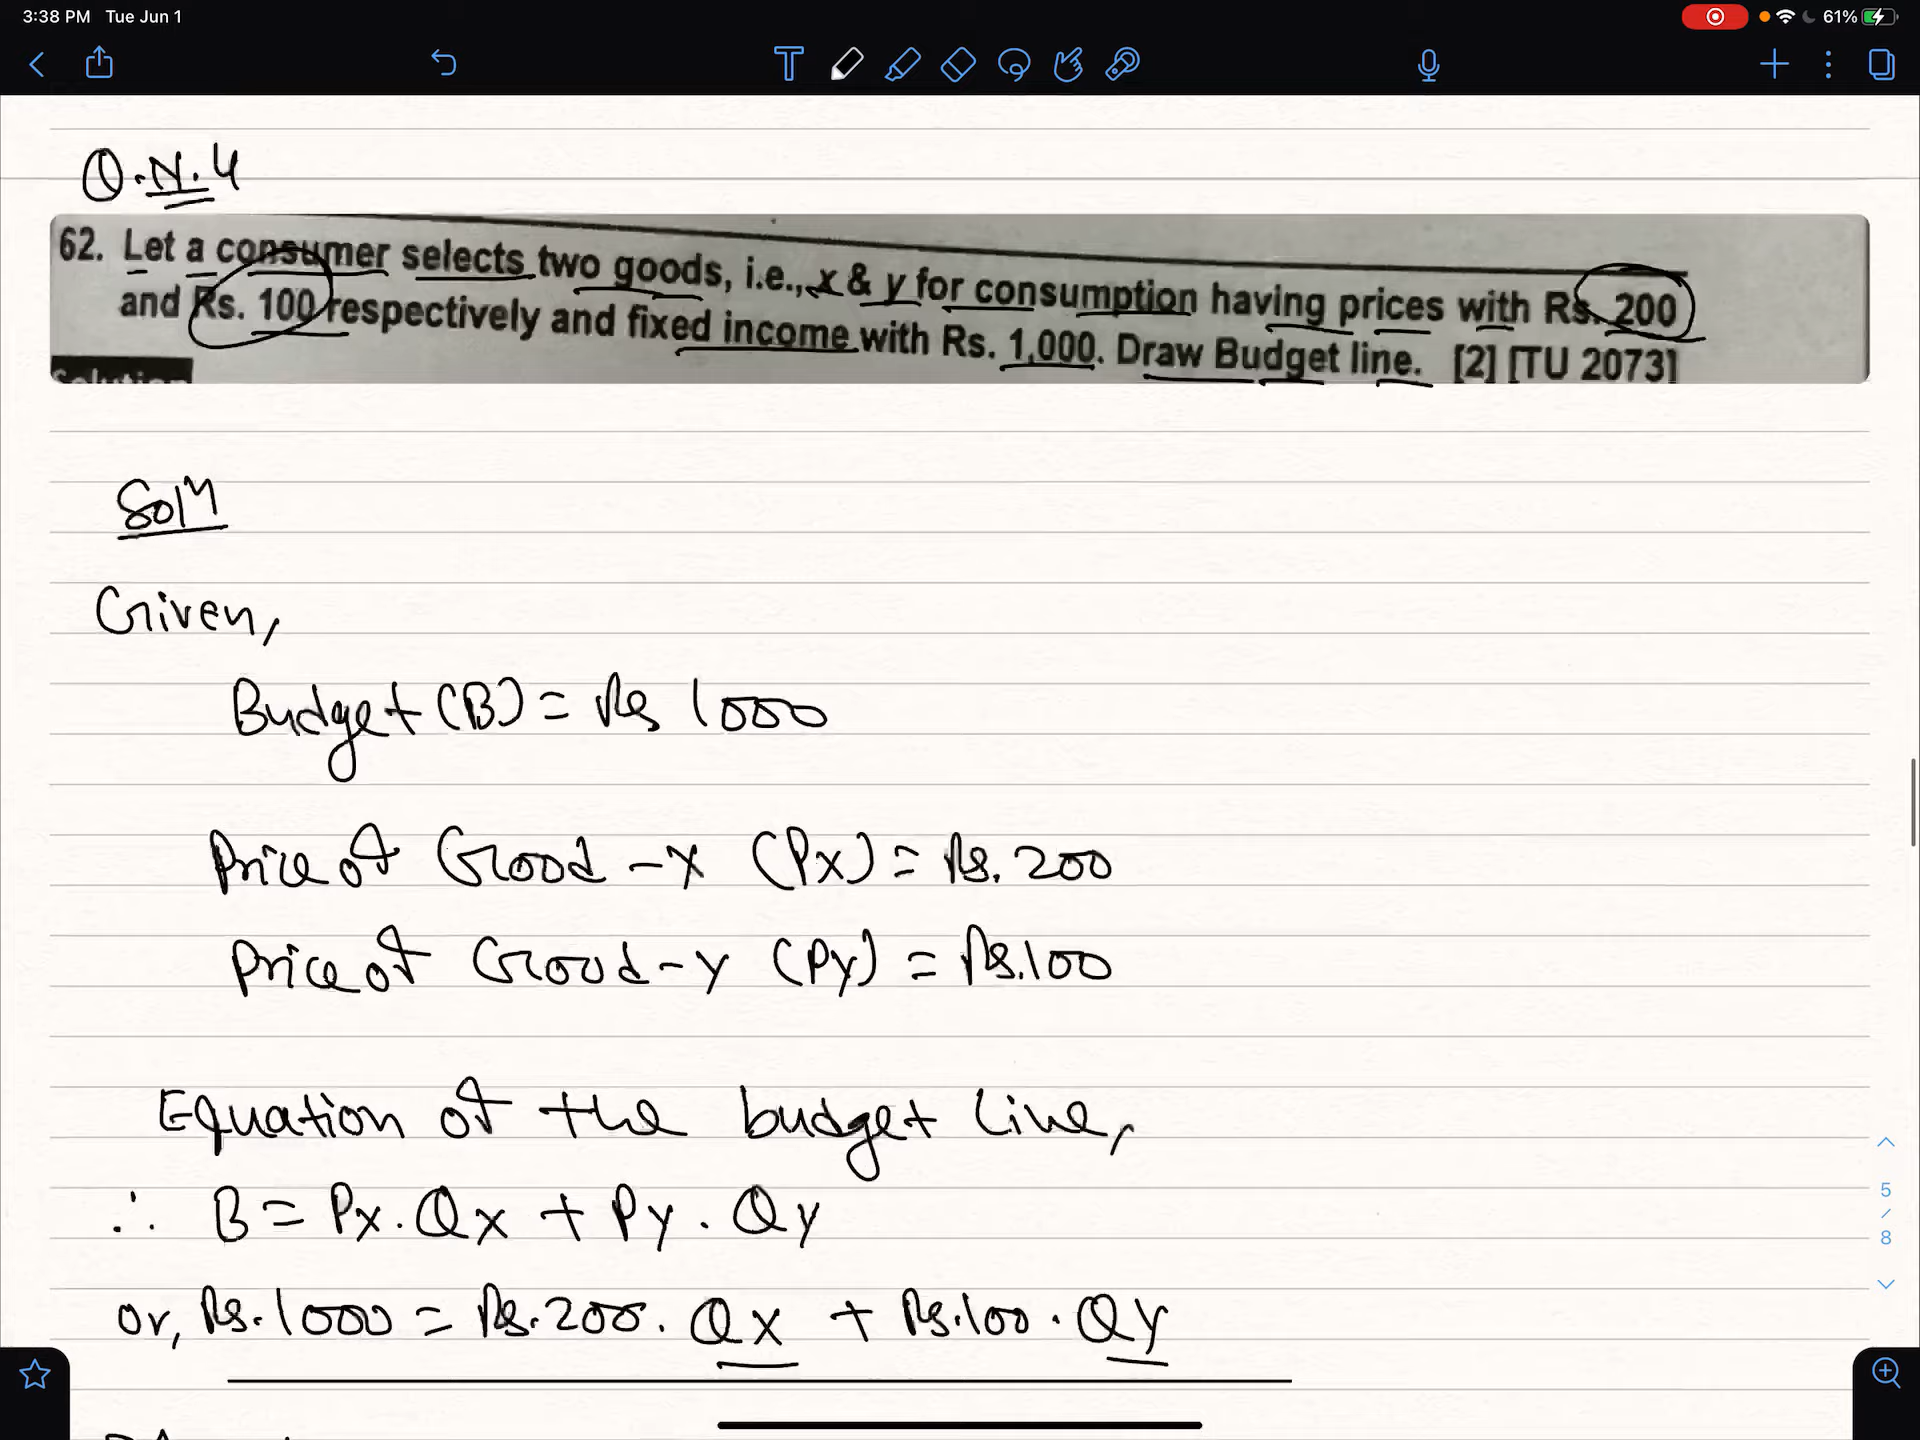 3:38 PM Tue Jun 1
61%
Q.N.4
62. Let a consumer selects two goods, i.e., x & y for consumption having prices with Rs. 200
and Rs. 100 respectively and fixed income with Rs. 1,000. Draw Budget line. [2] [TU 2073]
Solution
Soln
Given,
Budget (B) = Rs 1000
Price of Good - X (Px) = Rs. 200
Price of Good - Y (Py) = Rs.100
Equation of the budget Line,
∴ B = Px . Qx + Py . Qy
or, Rs. 1000 = Rs. 200 . Qx + Rs.100 . Qy
5
/
8